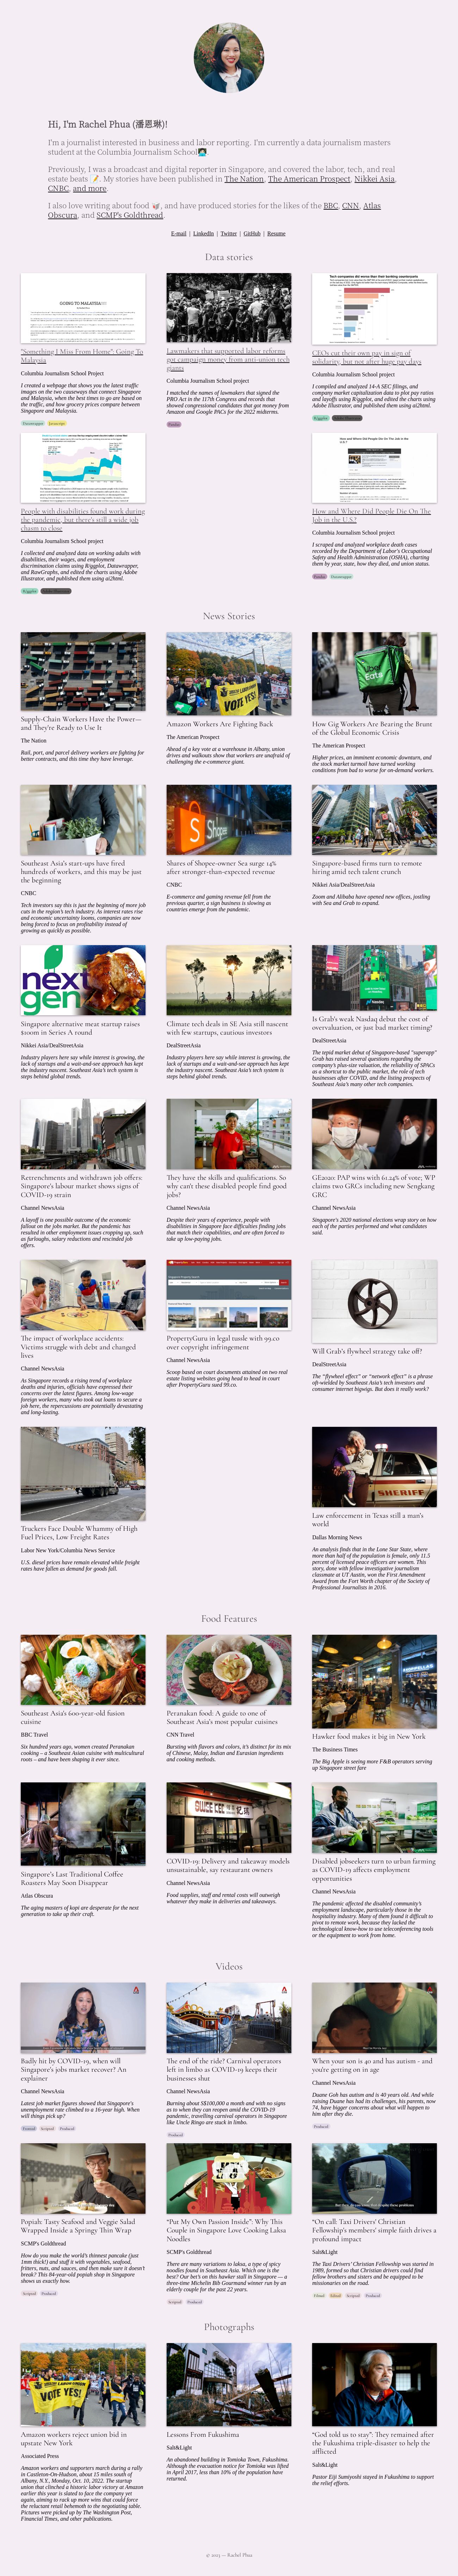 Hi, I'm Rachel Phua (潘恩琳)!
I'm a journalist interested in business and labor reporting. I'm currently a data journalism masters
student at the Columbia Journalism School
Previously, I was a broadcast and digital reporter in Singapore, and covered the labor, tech, and real
estate beats 📝. My stories have been published in The Nation, The American Prospect, Nikkei Asia,
CNBC, and more.
I also love writing about food 🥡, and have produced stories for the likes of the BBC, CNN, Atlas
Obscura, and SCMP's Goldthread.
E-mail | LinkedIn | Twitter | GitHub | Resume
Data stories
GOING TO MALAYSIA
"Something I Miss From Home": Going To
Malaysia
Columbia Journalism School Project
I created a webpage that shows you the latest traffic
images on the two causeways that connect Singapore
and Malaysia, when the best times to go are based on
the traffic, and how grocery prices compare between
Singapore and Malaysia.
Datawrapper Javascript
Lawmakers that supported labor reforms
got campaign money from anti-union tech
giants
Columbia Journalism School project
I matched the names of lawmakers that signed the
PRO Act in the 117th Congress and records that
showed congressional candidates receiving money from
Amazon and Google PACs for the 2022 midterms.
Pandas
Tech companies did worse than their banking counterparts
CEOs cut their own pay in sign of
solidarity, but not after huge pay days
Columbia Journalism School project
I compiled and analyzed 14-A SEC filings, and
company market capitalization data to plot pay ratios
and layoffs using Rigglot, and edited the charts using
Adobe Illustrator, and published them using ai2html.
People with disabilities found work during
the pandemic, but there's still a wide job
chasm to close
Columbia Journalism School project
I collected and analyzed data on working adults with
disabilities, their wages, and employment
discrimination claims using R/ggplot, Datawrapper,
and RawGraphs, and edited the charts using Adobe
Illustrator, and published them using ai2html.
How and Where Did People Die On The
Job in the U.S.?
Columbia Journalism School project
I scraped and analyzed workplace death cases
recorded by the Department of Labor's Occupational
Safety and Health Administration (OSHA), charting
them by year, state, how they died, and union status.
Pandas Datawrapper
News Stories
Supply-Chain Workers Have the Power—
and They're Ready to Use It
The Nation
Rail, port, and parcel delivery workers are fighting for
better contracts, and this time they have leverage.
VOTE YES!
Amazon Workers Are Fighting Back
The American Prospect
Ahead of a key vote at a warehouse in Albany, union
drives and walkouts show that workers are unafraid of
challenging the e-commerce giant.
Uber
Eats
How Gig Workers Are Bearing the Brunt
of the Global Economic Crisis
The American Prospect
Higher prices, an imminent economic downturn, and
the stock market turmoil have turned working
conditions from bad to worse for on-demand workers.
Southeast Asia's start-ups have fired
hundreds of workers, and this may be just
the beginning
CNBC
Tech investors say this is just the beginning of more job
cuts in the region's tech industry. As interest rates rise
and economic uncertainty looms, companies are now
being forced to focus on profitability instead of
growing as quickly as possible.
Shares of Shopee-owner Sea surge 14%
after stronger-than-expected revenue
CNBC
E-commerce and gaming revenue fell from the
previous quarter, a sign business is slowing as
countries emerge from the pandemic.
Singapore-based firms turn to remote
hiring amid tech talent crunch
Nikkei Asia/DealStreetAsia
Zoom and Alibaba have opened new offices, jostling
with Sea and Grab to expand.
next
gen
Singapore alternative meat startup raises
$100m in Series A round
Nikkei Asia/DealStreetAsia
Industry players here say while interest is growing, the
lack of startups and a wait-and-see approach has kept
the industry nascent. Southeast Asia's tech system is
steps behind global trends.
Climate tech deals in SE Asia still nascent
with few startups, cautious investors
DealStreetAsia
Industry players here say while interest is growing, the
lack of startups and a wait-and-see approach has kept
the industry nascent. Southeast Asia's tech system is
steps behind global trends.
Is Grab's weak Nasdaq debut the cost of
overvaluation, or just bad market timing?
DealStreetAsia
The tepid market debut of Singapore-based "superapp"
Grab has raised several questions regarding the
company's plus-size valuation, the reliability of SPACs
as a shortcut to the public market, the role of tech
businesses after COVID, and the listing prospects of
Southeast Asia's many other tech companies.
Retrenchments and withdrawn job offers:
Singapore's labour market shows signs of
COVID-19 strain
Channel NewsAsia
A layoff is one possible outcome of the economic
fallout on the jobs market. But the pandemic has
resulted in other employment issues cropping up, such
as furloughs, salary reductions and rescinded job
offers.
They have the skills and qualifications. So
why can't these disabled people find good
jobs?
Channel NewsAsia
Despite their years of experience, people with
disabilities in Singapore face difficulties finding jobs
that match their capabilities, and are often forced to
take up low-paying jobs.
GE2020: PAP wins with 61.24% of vote; WP
claims two GRCs including new Sengkang
GRC
Channel NewsAsia
Singapore's 2020 national elections wrap story on how
each of the parties performed and what candidates
said.
The impact of workplace accidents:
Victims struggle with debt and changed
lives
Channel NewsAsia
As Singapore records a rising trend of workplace
deaths and injuries, officials have expressed their
concerns over the latest figures. Among low-wage
foreign workers, many who took out loans to secure a
job here, the repercussions are potentially devastating
and long-lasting.
PropertyGuru in legal tussle with 99.co
over copyright infringement
Channel NewsAsia
Scoop based on court documents attained on two real
estate listing websites going head to head in court
after PropertyGuru sued 99.co.
Will Grab's flywheel strategy take off?
DealStreetAsia
The "flywheel effect" or "network effect" is a phrase
oft-wielded by Southeast Asia's tech investors and
consumer internet bigwigs. But does it really work?
Truckers Face Double Whammy of High
Fuel Prices, Low Freight Rates
Labor New York/Columbia News Service
U.S. diesel prices have remain elevated while freight
rates have fallen as demand for goods fall.
SHERIFF
Law enforcement in Texas still a man's
world
Dallas Morning News
An analysis finds that in the Lone Star State, where
more than half of the population is female, only 11.5
percent of licensed peace officers are women. This
story, done with fellow investigative journalism
classmate at UT Austin, won the First Amendment
Award from the Fort Worth chapter of the Society of
Professional Journalists in 2016.
Food Features
Southeast Asia's 600-year-old fusion
cuisine
BBC Travel
Six hundred years ago, women created Peranakan
cooking – a Southeast Asian cuisine with multicultural
roots – and have been shaping it ever since.
Peranakan food: A guide to one of
Southeast Asia's most popular cuisines
CNN Travel
Bursting with flavors and colors, it's distinct for its mix
of Chinese, Malay, Indian and Eurasian ingredients
and cooking methods.
Hawker food makes it big in New York
The Business Times
The Big Apple is seeing more F&B operators serving
up Singapore street fare
Singapore's Last Traditional Coffee
Roasters May Soon Disappear
Atlas Obscura
The aging masters of kopi are desperate for the next
generation to take up their craft.
COVID-19: Delivery and takeaway models
unsustainable, say restaurant owners
Channel NewsAsia
Food supplies, staff and rental costs will outweigh
whatever they make in deliveries and takeaways.
Disabled jobseekers turn to urban farming
as COVID-19 affects employment
opportunities
Channel NewsAsia
The pandemic affected the disabled community's
employment landscape, particularly those in the
hospitality industry. Many of them found it difficult to
pivot to remote work, because they lacked the
technological know-how to use teleconferencing tools
or the equipment to work from home.
Videos
Badly hit by COVID-19, when will
Singapore's jobs market recover? An
explainer
Channel NewsAsia
Latest job market figures showed that Singapore's
unemployment rate climbed to a 16-year high. When
will things pick up?
Scripted Produced
The end of the ride? Carnival operators
left in limbo as COVID-19 keeps their
businesses shut
Channel NewsAsia
Burning about S$100,000 a month and with no signs
as to when they can reopen amid the COVID-19
pandemic, travelling carnival operators in Singapore
like Uncle Ringo are stuck in limbo.
Produced
When your son is 40 and has autism - and
you're getting on in age
Channel NewsAsia
Duane Goh has autism and is 40 years old. And while
raising Duane has had its challenges, his parents, now
74, have bigger concerns about what will happen to
him after they die.
Produced
Popiah: Tasty Seafood and Veggie Salad
Wrapped Inside a Springy Thin Wrap
SCMP's Goldthread
How do you make the world's thinnest pancake (just
1mm thick) and stuff it with vegetables, seafood,
fritters, nuts, and sauces, and then make sure it doesn't
break? This 84-year-old popiah shop in Singapore
shows us exactly how.
Scripted Produced
"Put My Own Passion Inside": Why This
Couple in Singapore Love Cooking Laksa
Noodles
SCMP's Goldthread
There are many variations to laksa, a type of spicy
noodles found in Southeast Asia. Which one is the
best? Our bet's on this hawker stall in Singapore — a
three-time Michelin Bib Gourmand winner run by an
elderly couple for the past 22 years.
Scripted Produced
"On call: Taxi Drivers' Christian
Fellowship's members' simple faith drives a
profound impact
Salt&Light
The Taxi Drivers' Christian Fellowship was started in
1989, formed so that Christian drivers could find
fellow brothers and sisters and be equipped to be
missionaries on the road.
Filmed Edited Scripted Produced
Photographs
VOTE YES!
Amazon workers reject union bid in
upstate New York
Associated Press
Amazon workers and supporters march during a rally
in Castleton-On-Hudson, about 15 miles south of
Albany, N.Y., Monday, Oct. 10, 2022. The startup
union that clinched a historic labor victory at Amazon
earlier this year is slated to face the company yet
again, aiming to rack up more wins that could force
the reluctant retail behemoth to the negotiating table.
Pictures were picked up by The Washington Post,
Financial Times, and other publications.
Lessons From Fukushima
Salt&Light
An abandoned building in Tomioka Town, Fukushima.
Although the evacuation notice for Tomioka was lifted
in April 2017, less than 10% of the population have
returned.
"God told us to stay": They remained after
the Fukushima triple-disaster to help the
afflicted
Salt&Light
Pastor Eiji Sumiyoshi stayed in Fukushima to support
the relief efforts.
© 2023 — Rachel Phua